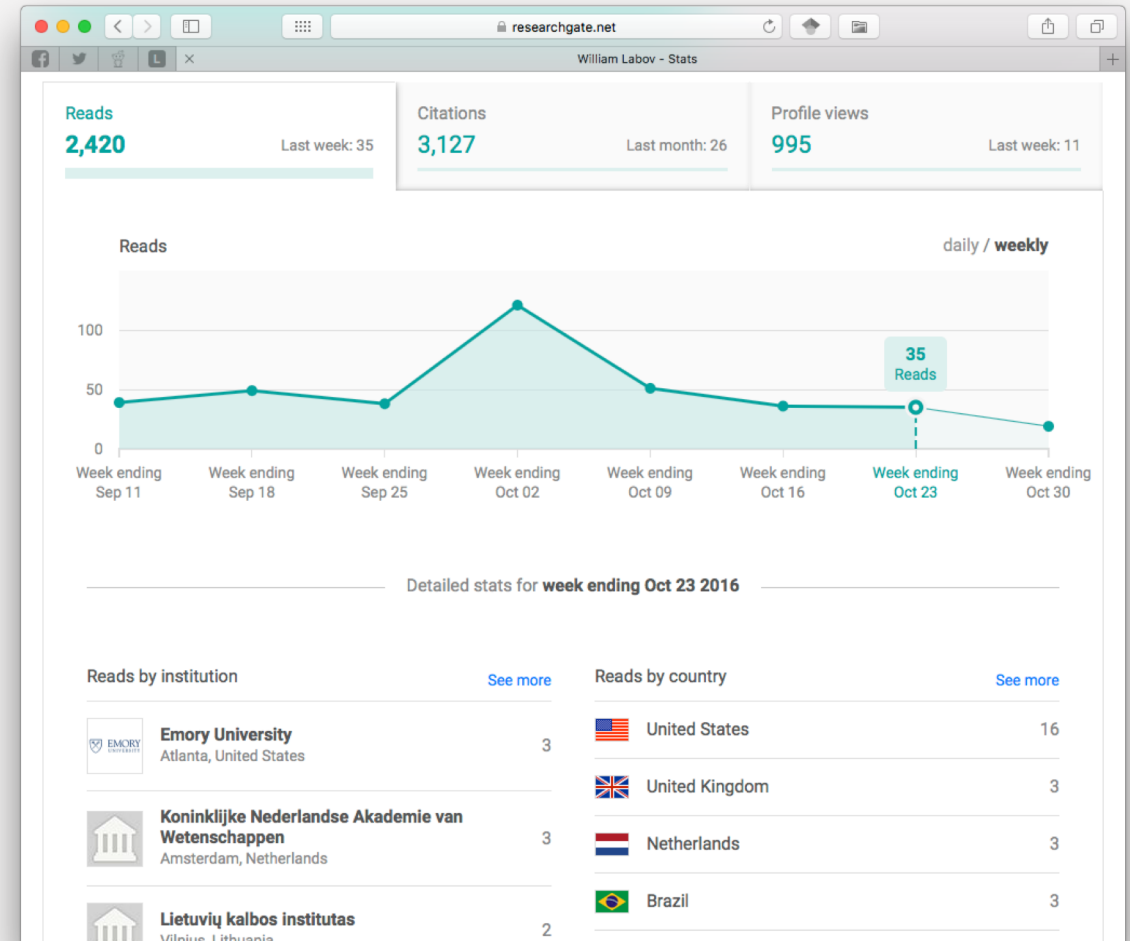 researchgate.net
L
William Labov - Stats
Reads
2,420
Last week: 35
Citations
3,127
Last month: 26
Profile views
995
Last week: 11
Reads
daily / weekly
100
50
0
35
Reads
Week ending
Sep 11
Week ending
Sep 18
Week ending
Sep 25
Week ending
Oct 02
Week ending
Oct 09
Week ending
Oct 16
Week ending
Oct 23
Week ending
Oct 30
Detailed stats for week ending Oct 23 2016
Reads by institution
See more
EMORY
UNIVERSITY
Emory University
Atlanta, United States
3
Koninklijke Nederlandse Akademie van
Wetenschappen
Amsterdam, Netherlands
3
Lietuvių kalbos institutas
Vilnius, Lithuania
2
Reads by country
See more
United States
16
United Kingdom
3
Netherlands
3
Brazil
3